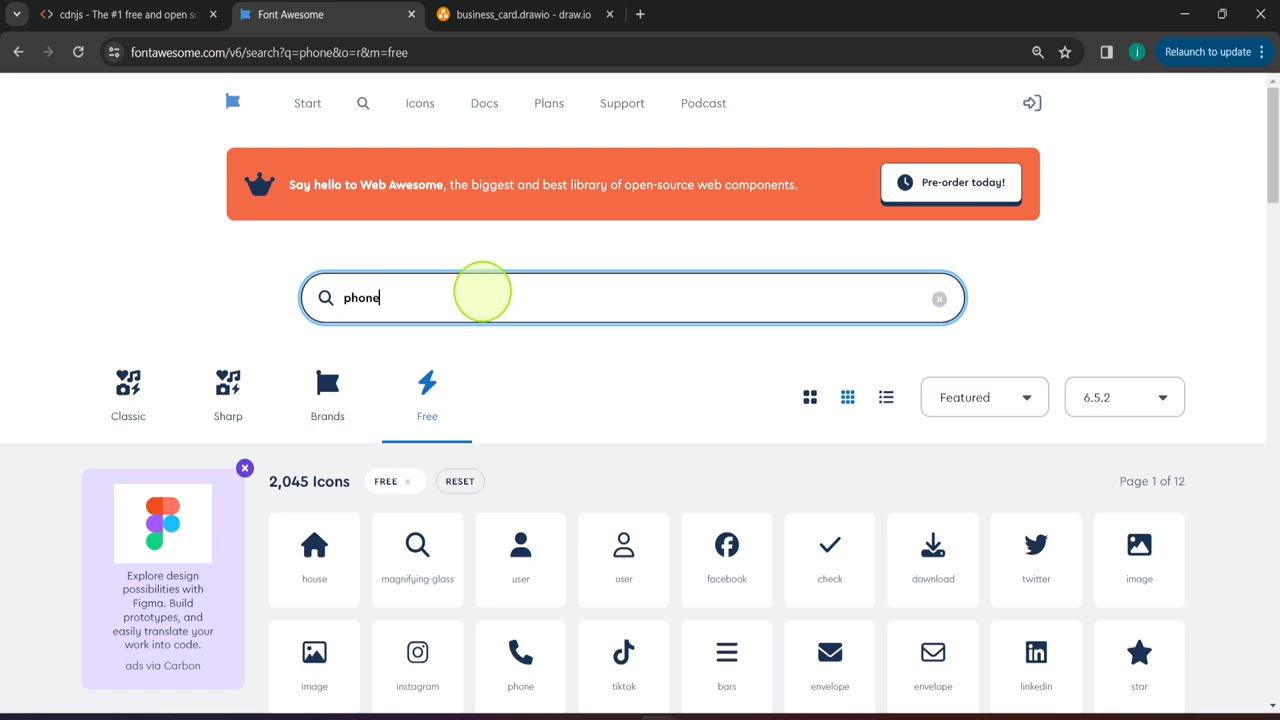 cdnjs - The #1 free and open so
Font Awesome
business_card.drawio - draw.io
fontawesome.com/v6/search?q=phone&o=r&m=free
j
Relaunch to update
Start
Icons
Docs
Plans
Support
Podcast
Say hello to Web Awesome, the biggest and best library of open-source web components.
Pre-order today!
phone
Classic
Sharp
Brands
Free
Featured
6.5.2
2,045 Icons
FREE ×
RESET
Page 1 of 12
Explore design
possibilities with
Figma. Build
prototypes, and
easily translate your
work into code.
ads via Carbon
house
magnifying-glass
user
user
facebook
check
download
twitter
image
image
instagram
phone
tiktok
bars
envelope
envelope
linkedin
star